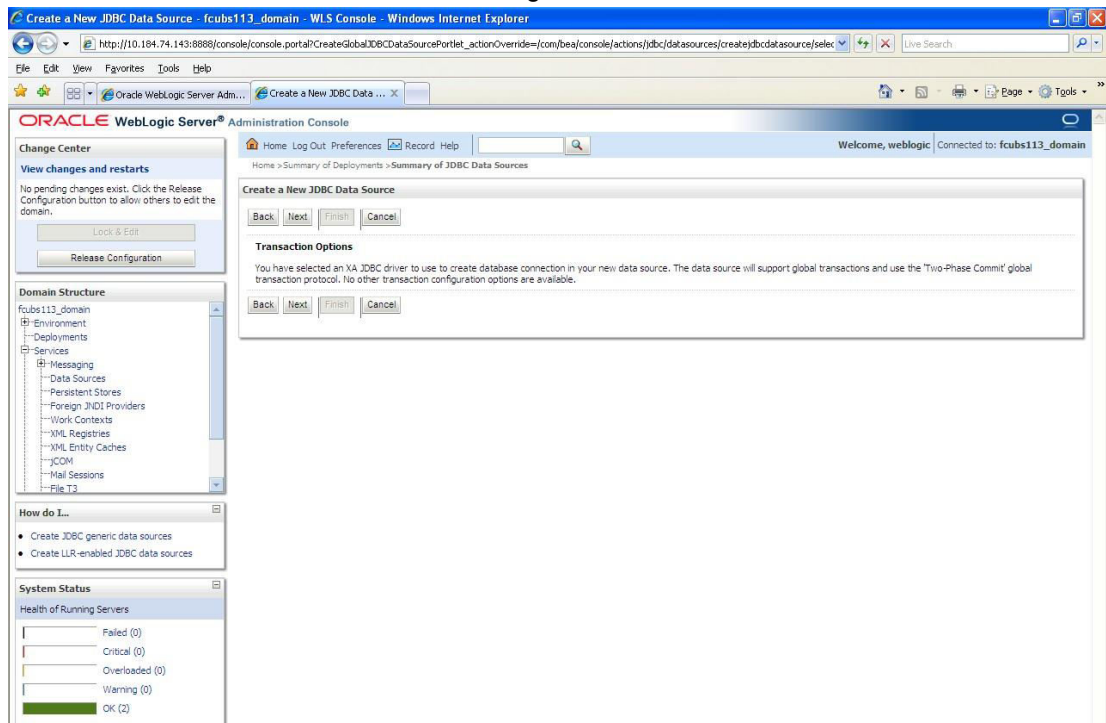 Create a New JDBC Data Source - fcubs113_domain - WLS Console - Windows Internet Explorer
http://10.184.74.143:8888/console/console.portal?CreateGlobalJDBCDataSourcePortlet_actionOverride=/com/bea/console/actions/jdbc/datasources/createjdbcdatasource/selec
Live Search
File Edit View Favorites Tools Help
Oracle WebLogic Server Adm...
Create a New JDBC Data ... X
Page Tools
ORACLE WebLogic Server® Administration Console
Change Center
View changes and restarts
No pending changes exist. Click the Release
Configuration button to allow others to edit the
domain.
Lock & Edit
Release Configuration
Domain Structure
fcubs113_domain
Environment
Deployments
Services
Messaging
Data Sources
Persistent Stores
Foreign JNDI Providers
Work Contexts
XML Registries
XML Entity Caches
jCOM
Mail Sessions
File T3
How do I...
Create JDBC generic data sources
Create LLR-enabled JDBC data sources
System Status
Health of Running Servers
Failed (0)
Critical (0)
Overloaded (0)
Warning (0)
OK (2)
Home Log Out Preferences Record Help
Welcome, weblogic Connected to: fcubs113_domain
Home >Summary of Deployments >Summary of JDBC Data Sources
Create a New JDBC Data Source
Back Next Finish Cancel
Transaction Options
You have selected an XA JDBC driver to use to create database connection in your new data source. The data source will support global transactions and use the 'Two-Phase Commit' global
transaction protocol. No other transaction configuration options are available.
Back Next Finish Cancel